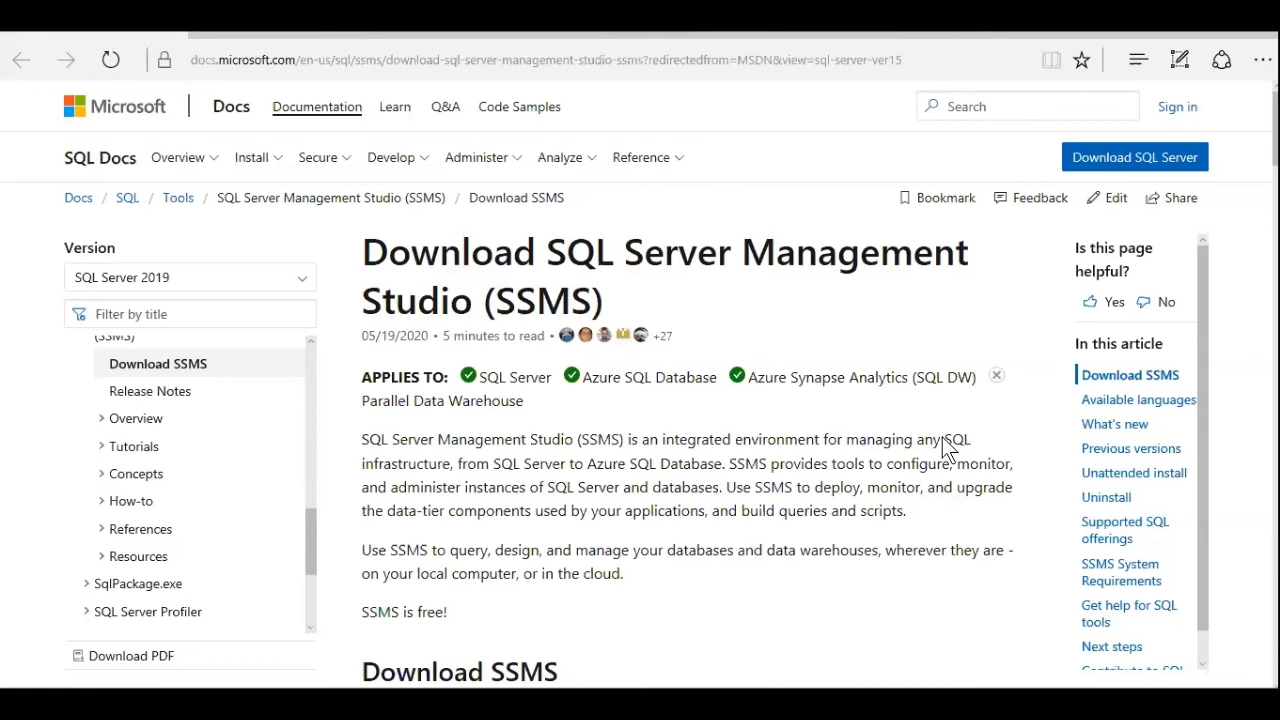 docs.microsoft.com/en-us/sql/ssms/download-sql-server-management-studio-ssms?redirectedfrom=MSDN&view=sql-server-ver15
Microsoft Docs Documentation Learn Q&A Code Samples Search Sign in
SQL Docs Overview Install Secure Develop Administer Analyze Reference Download SQL Server
Docs / SQL / Tools / SQL Server Management Studio (SSMS) / Download SSMS Bookmark Feedback Edit Share
Version
SQL Server 2019
Filter by title
(SSMS)
Download SSMS
Release Notes
Overview
Tutorials
Concepts
How-to
References
Resources
SqlPackage.exe
SQL Server Profiler
Download PDF
Download SQL Server Management
Studio (SSMS)
05/19/2020 • 5 minutes to read • +27
APPLIES TO: SQL Server Azure SQL Database Azure Synapse Analytics (SQL DW)
Parallel Data Warehouse
SQL Server Management Studio (SSMS) is an integrated environment for managing any SQL
infrastructure, from SQL Server to Azure SQL Database. SSMS provides tools to configure, monitor,
and administer instances of SQL Server and databases. Use SSMS to deploy, monitor, and upgrade
the data-tier components used by your applications, and build queries and scripts.
Use SSMS to query, design, and manage your databases and data warehouses, wherever they are -
on your local computer, or in the cloud.
SSMS is free!
Download SSMS
Is this page
helpful?
Yes No
In this article
Download SSMS
Available languages
What's new
Previous versions
Unattended install
Uninstall
Supported SQL
offerings
SSMS System
Requirements
Get help for SQL
tools
Next steps
Contribute to SQL